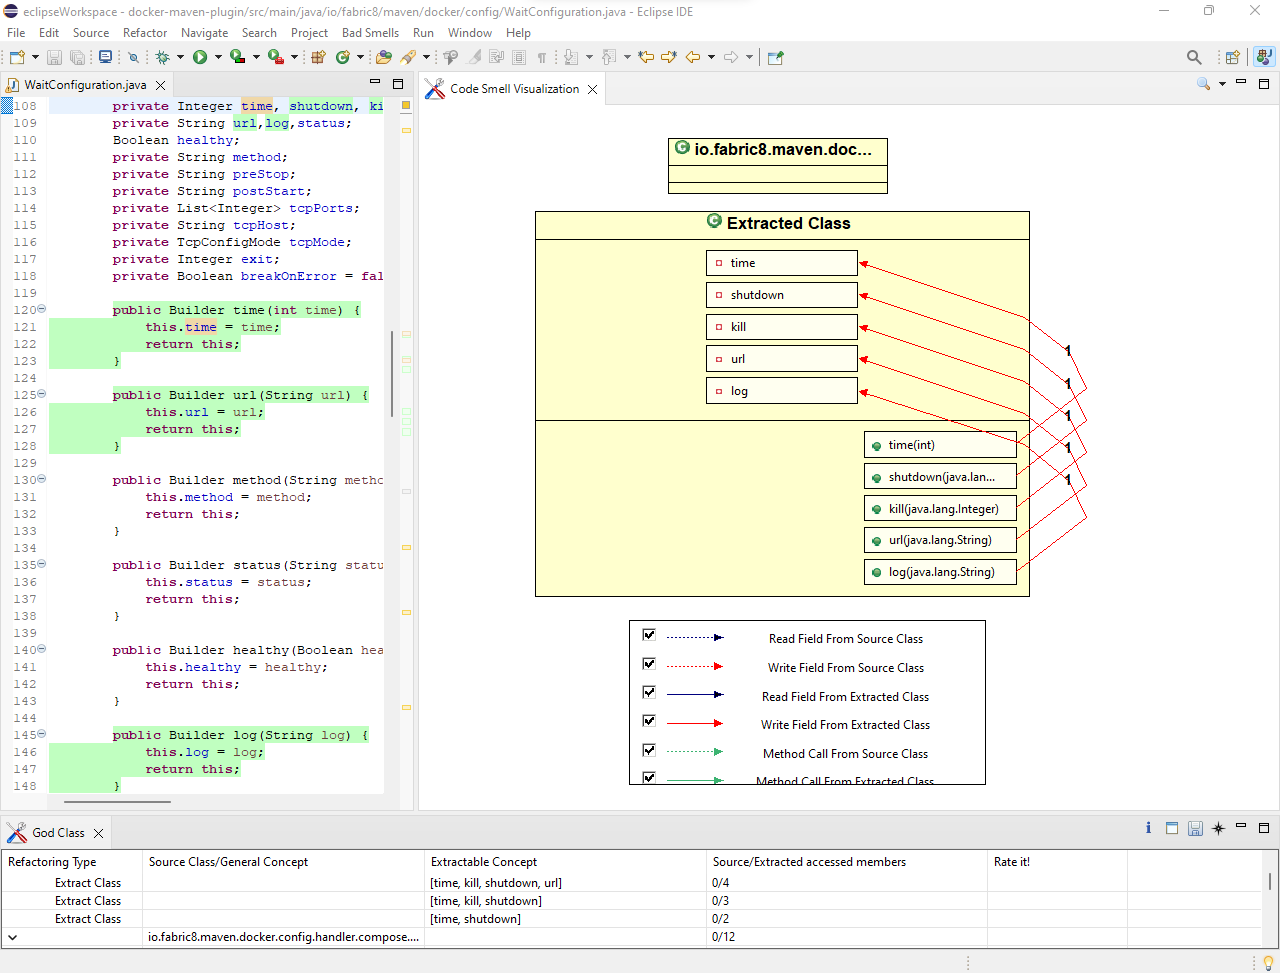 eclipseWorkspace - docker-maven-plugin/src/main/java/io/fabric8/maven/docker/config/WaitConfiguration.java - Eclipse IDE
File Edit Source Refactor Navigate Search Project Bad Smells Run Window Help
WaitConfiguration.java
Code Smell Visualization
108 private Integer time, shutdown, ki
109 private String url,log,status;
110 Boolean healthy;
111 private String method;
112 private String preStop;
113 private String postStart;
114 private List<Integer> tcpPorts;
115 private String tcpHost;
116 private TcpConfigMode tcpMode;
117 private Integer exit;
118 private Boolean breakOnError = fal
119
120 public Builder time(int time) {
121 this.time = time;
122 return this;
123 }
124
125 public Builder url(String url) {
126 this.url = url;
127 return this;
128 }
129
130 public Builder method(String metho
131 this.method = method;
132 return this;
133 }
134
135 public Builder status(String statu
136 this.status = status;
137 return this;
138 }
139
140 public Builder healthy(Boolean hea
141 this.healthy = healthy;
142 return this;
143 }
144
145 public Builder log(String log) {
146 this.log = log;
147 return this;
148 }
io.fabric8.maven.doc...
Extracted Class
time
shutdown
kill
url
log
1
1
1
1
1
time(int)
shutdown(java.lan...
kill(java.lang.Integer)
url(java.lang.String)
log(java.lang.String)
Read Field From Source Class
Write Field From Source Class
Read Field From Extracted Class
Write Field From Extracted Class
Method Call From Source Class
Method Call From Extracted Class
God Class
Refactoring Type Source Class/General Concept Extractable Concept Source/Extracted accessed members Rate it!
Extract Class [time, kill, shutdown, url] 0/4
Extract Class [time, kill, shutdown] 0/3
Extract Class [time, shutdown] 0/2
io.fabric8.maven.docker.config.handler.compose.... 0/12